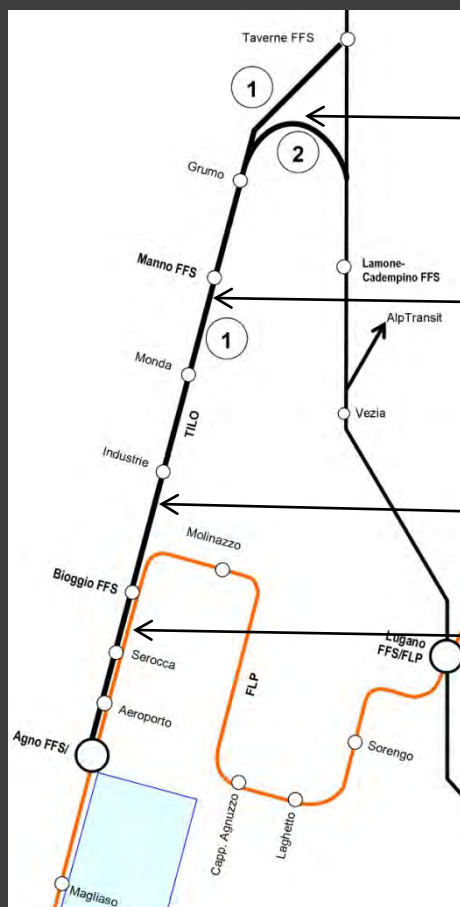 Taverne FFS
1
2
Grumo
Manno FFS
Lamone-
Cadempino FFS
AlpTransit
1
Monda
Vezia
TILO
Industrie
Molinazzo
Bioggio FFS
Lugano
FFS/FLP
Serocca
FLP
Aeroporto
Agno FFS/
Sorengo
Capp. Agnuzzo
Laghetto
Magliaso